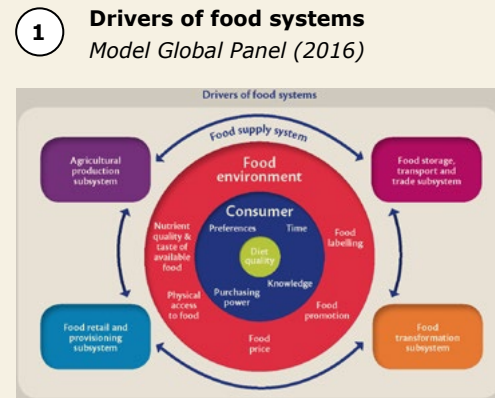 1
Drivers of food systems
Model Global Panel (2016)
Drivers of food systems
Food supply system
Agricultural
production
subsystem
Food storage,
transport and
trade subsystem
Food
environment
Consumer
Preferences
Time
Diet
quality
Knowledge
Purchasing
power
Nutrient
quality &
taste of
available
food
Food
labelling
Physical
access
to food
Food
promotion
Food
price
Food retail and
provisioning
subsystem
Food
transformation
subsystem